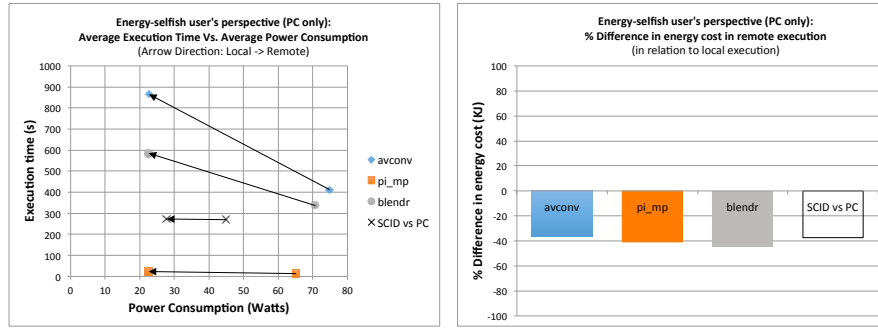 Energy-selfish user's perspective (PC only):
Average Execution Time Vs. Average Power Consumption
(Arrow Direction: Local -> Remote)
Execution time (s)
1000
900
800
700
600
500
400
300
200
100
0
0 10 20 30 40 50 60 70 80
Power Consumption (Watts)
avconv
pi_mp
blendr
SCID vs PC
Energy-selfish user's perspective (PC only):
% Difference in energy cost in remote execution
(in relation to local execution)
% Difference in energy cost (KJ)
100
80
60
40
20
0
-20
-40
-60
-80
-100
avconv pi_mp blendr SCID vs PC